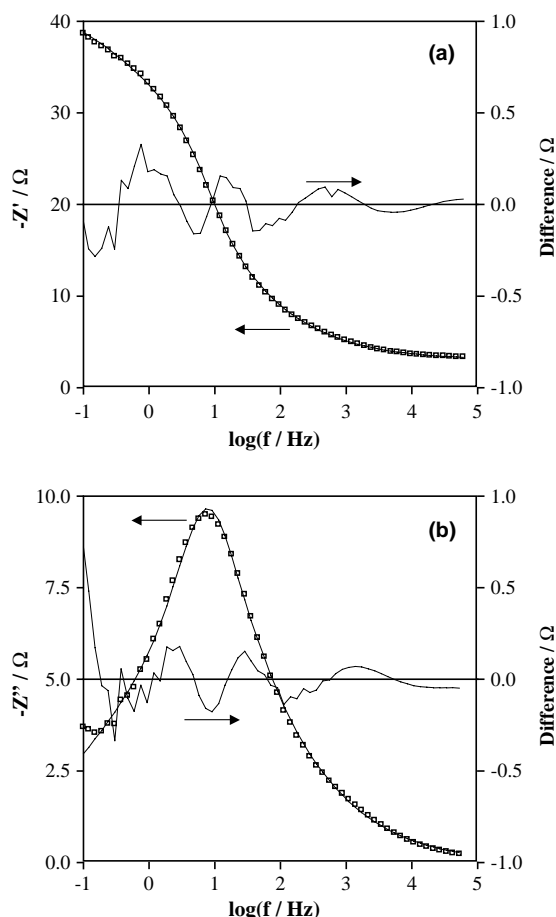 (a)
40
30
20
10
0
-Z' / Ω
1.0
0.5
0.0
-0.5
-1.0
Difference / Ω
-1 0 1 2 3 4 5
log(f / Hz)
(b)
10.0
7.5
5.0
2.5
0.0
-Z” / Ω
1.0
0.5
0.0
-0.5
-1.0
Difference / Ω
-1 0 1 2 3 4 5
log(f / Hz)